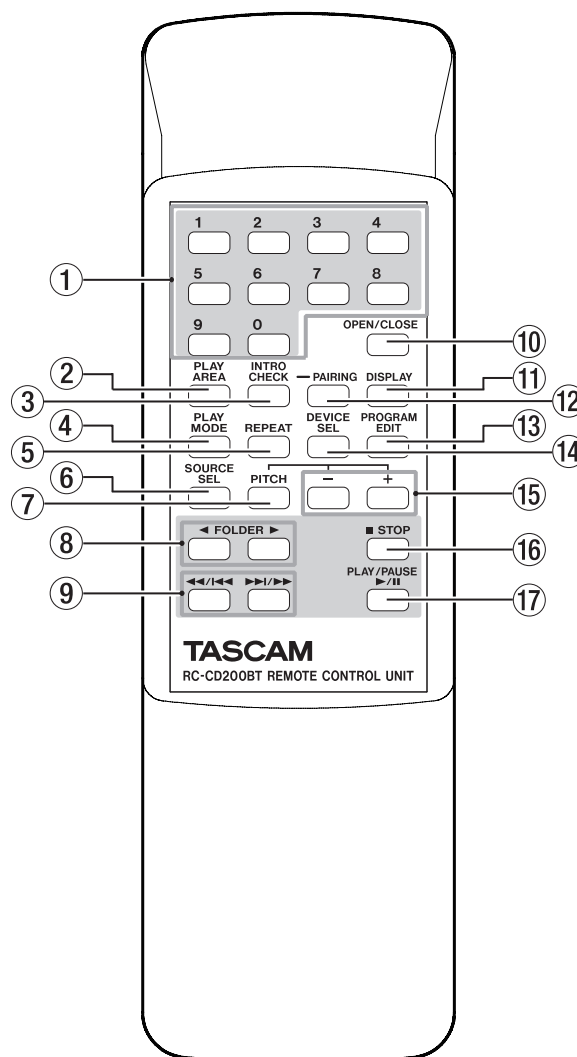 1 2 3 4
①
5 6 7 8
9 0
OPEN/CLOSE
⑩
PLAY AREA
INTRO CHECK
PAIRING
DISPLAY
②
③
⑪
⑫
PLAY MODE
REPEAT
DEVICE SEL
PROGRAM EDIT
④
⑤
⑬
⑭
SOURCE SEL
PITCH
− +
⑥
⑦
⑮
◄ FOLDER ►
■ STOP
⑧
⑯
◄◄/I◄◄ ►►I/►►
PLAY/PAUSE
►/II
⑨
⑰
TASCAM
RC-CD200BT REMOTE CONTROL UNIT